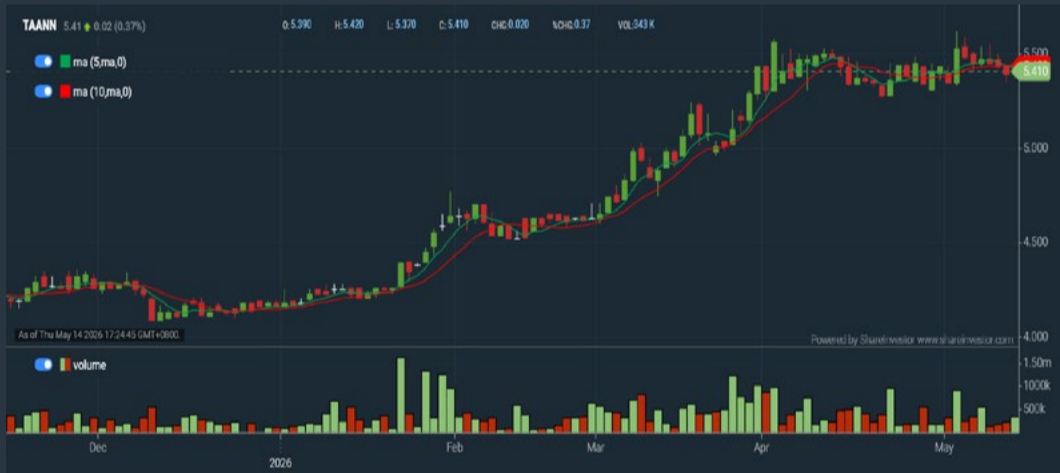 TAANN 5.41 0.02 (0.37%) O:5.390 H:5.420 L:5.370 C:5.410 CHG:0.020 %CHG:0.37 VOL:343 K
ma (5,ma,0)
ma (10,ma,0)
5.500
5.410
5.000
4.500
4.000
As of Thu May 14 2026 17:24:45 GMT+0800.
Powered by ShareInvestor www.shareinvestor.com
volume
1.50m
1000k
500k
Dec Feb Mar Apr May
2026